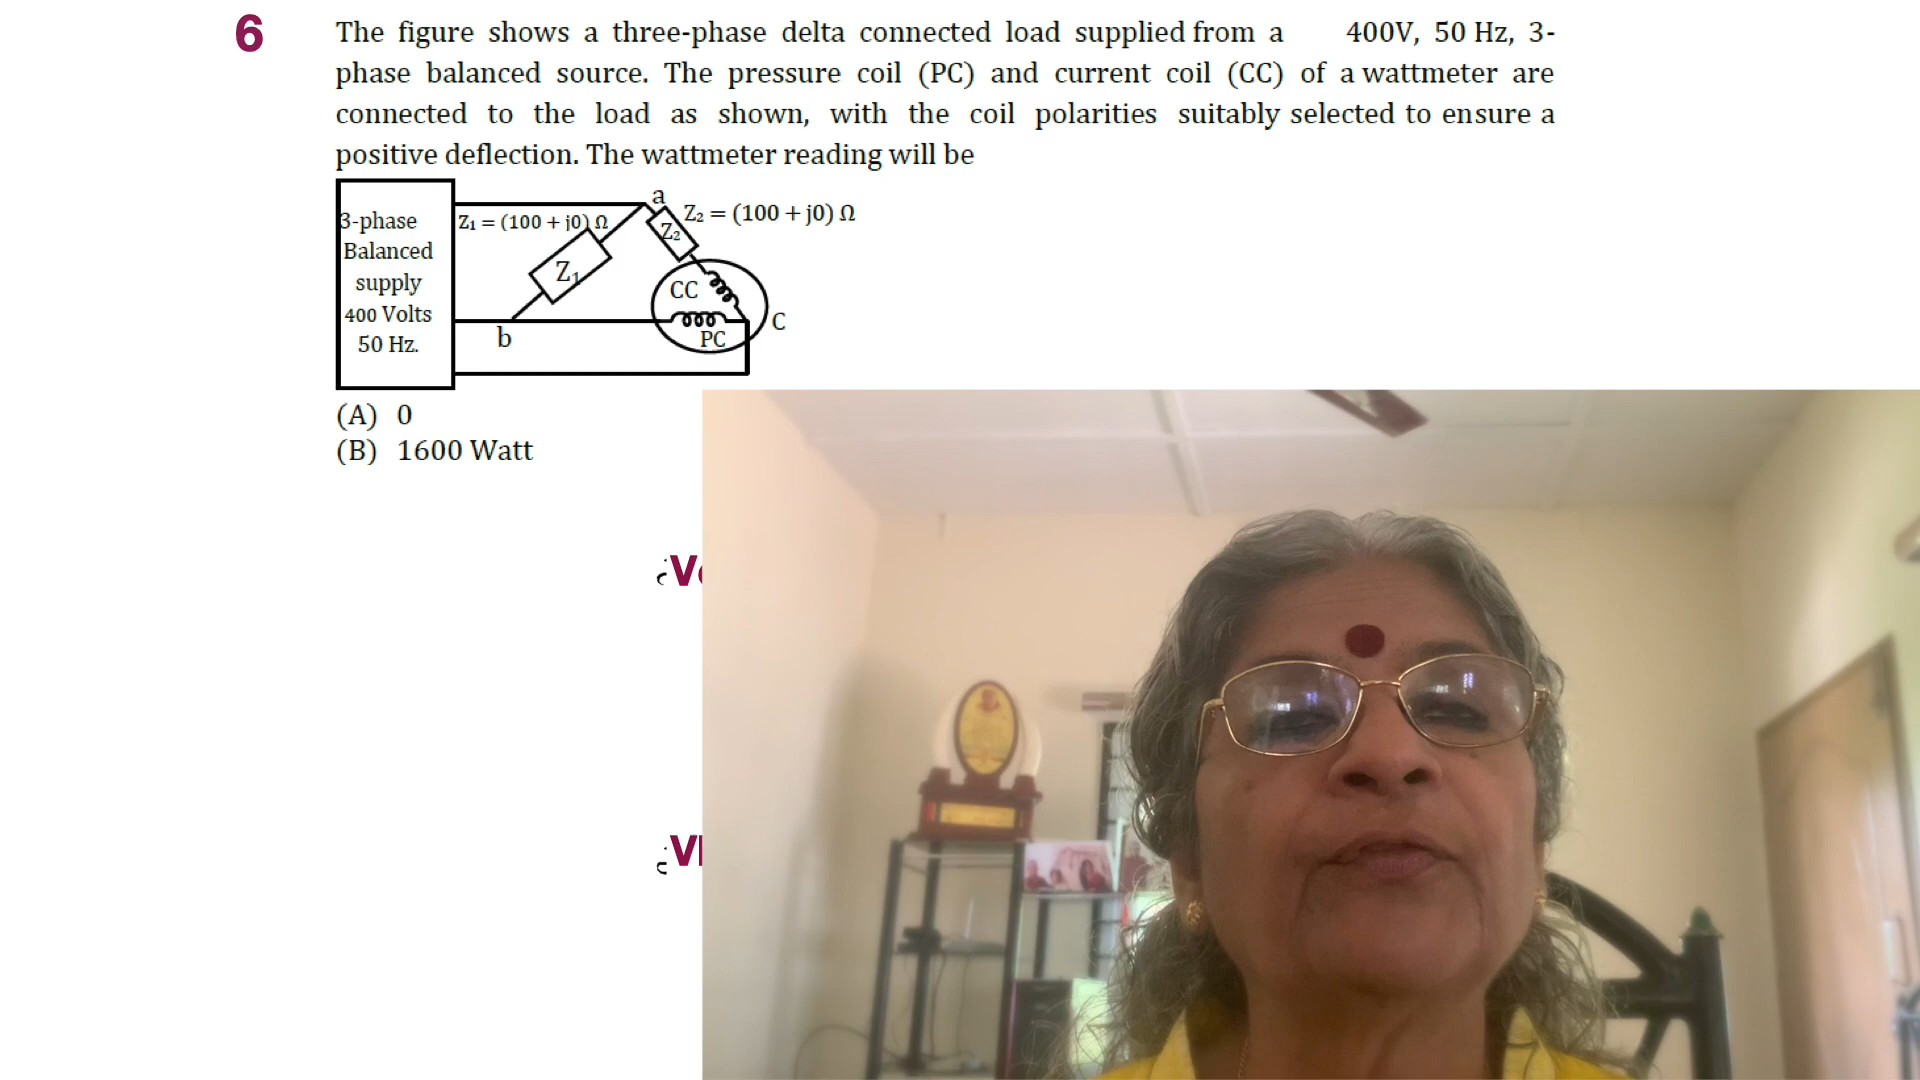 6
The figure shows a three-phase delta connected load supplied from a 400V, 50 Hz, 3-
phase balanced source. The pressure coil (PC) and current coil (CC) of a wattmeter are
connected to the load as shown, with the coil polarities suitably selected to ensure a
positive deflection. The wattmeter reading will be
a
3-phase
Balanced
supply
400 Volts
50 Hz.
Z₁ = (100 + j0) Ω
Z₂ = (100 + j0) Ω
Z₂
Z₁
CC
C
b
PC
(A) 0
(B) 1600 Watt